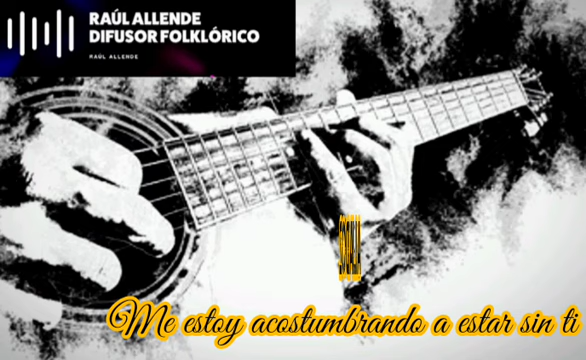 RAÚL ALLENDE
DIFUSOR FOLKLÓRICO
RAÚL ALLENDE
Me estoy acostumbrando a estar sin ti